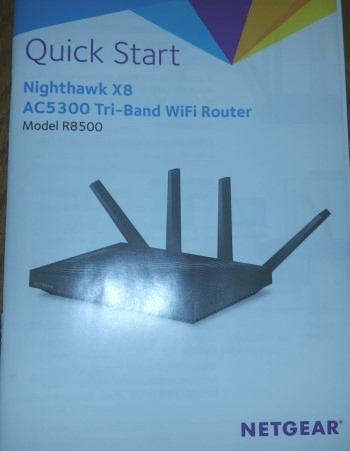 Quick Start
Nighthawk X8
AC5300 Tri-Band WiFi Router
Model R8500
NETGEAR®